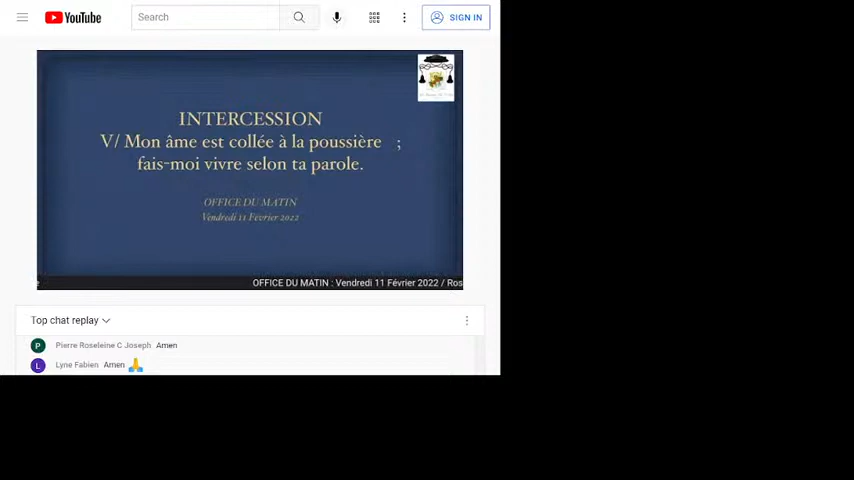 YouTube
Search
SIGN IN
INTERCESSION
V/ Mon âme est collée à la poussière ;
fais-moi vivre selon ta parole.
OFFICE DU MATIN
Vendredi 11 Février 2022
OFFICE DU MATIN : Vendredi 11 Février 2022 / Ros
Top chat replay
P Pierre Roseleine C Joseph Amen
L Lyne Fabien Amen 🙏